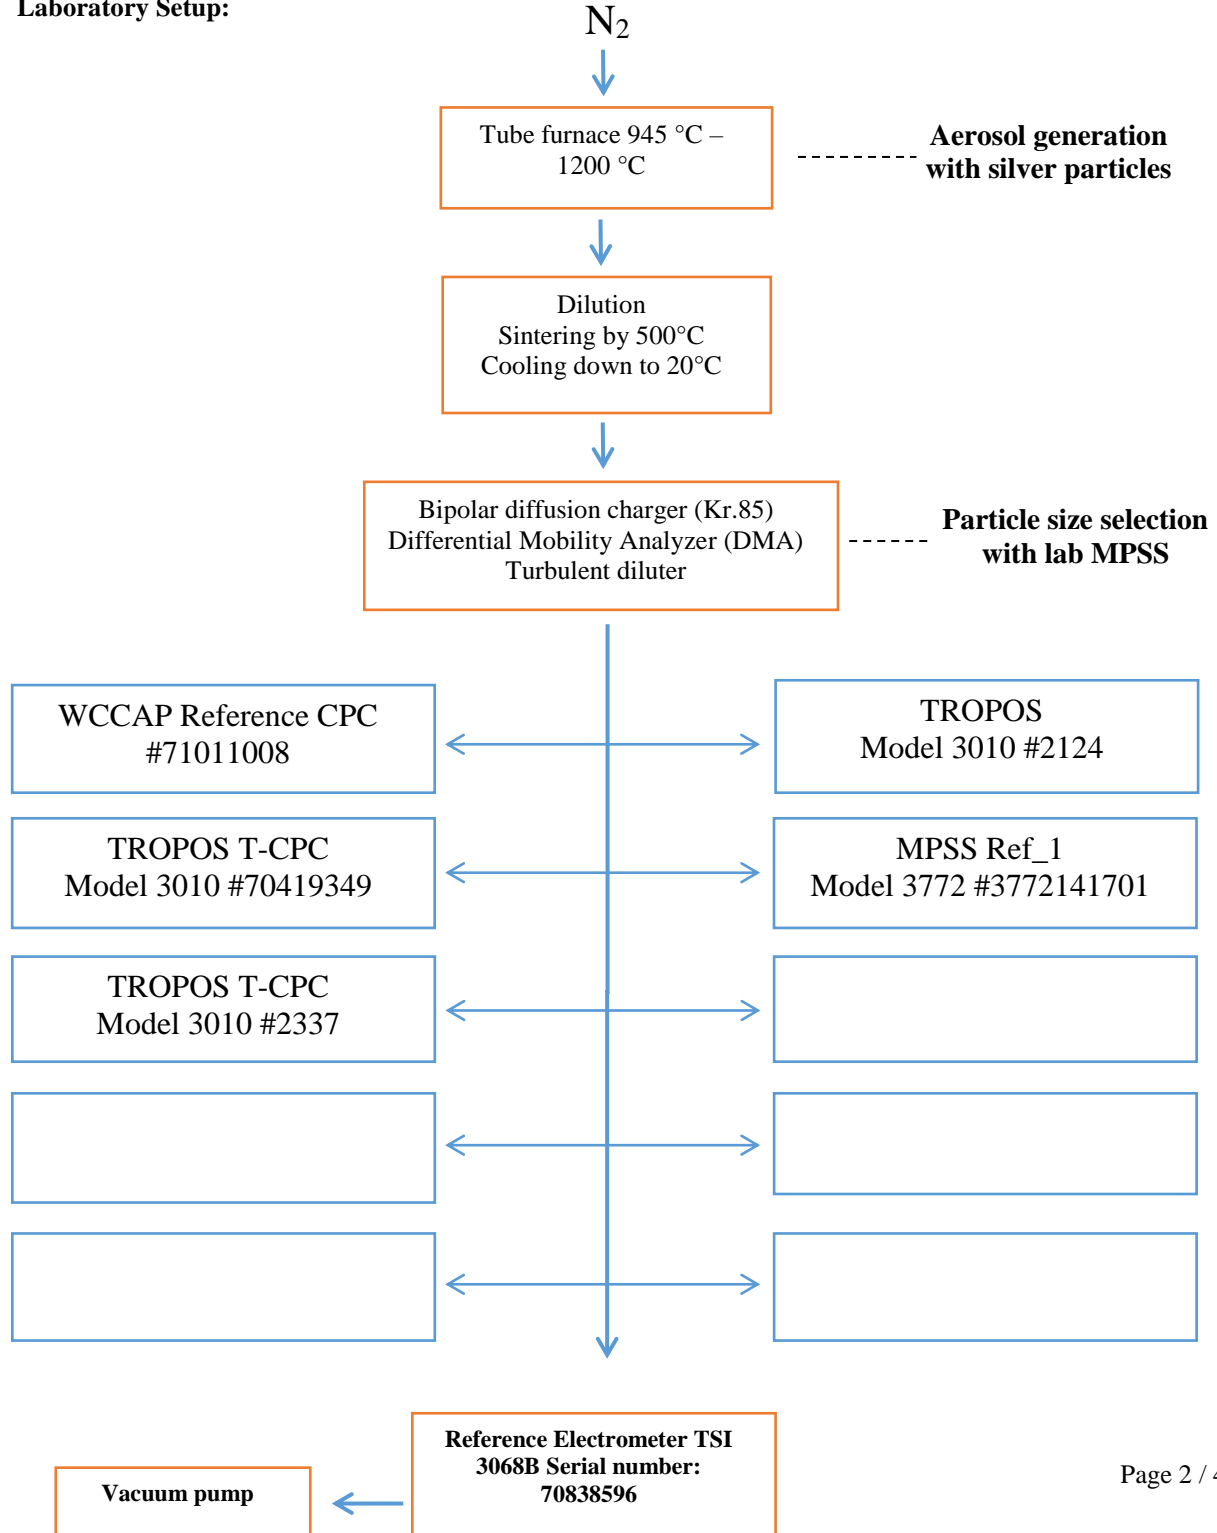 Laboratory Setup:
N₂
Tube furnace 945 °C –
1200 °C
Aerosol generation
with silver particles
Dilution
Sintering by 500°C
Cooling down to 20°C
Bipolar diffusion charger (Kr.85)
Differential Mobility Analyzer (DMA)
Turbulent diluter
Particle size selection
with lab MPSS
WCCAP Reference CPC
#71011008
TROPOS
Model 3010 #2124
TROPOS T-CPC
Model 3010 #70419349
MPSS Ref_1
Model 3772 #3772141701
TROPOS T-CPC
Model 3010 #2337
Reference Electrometer TSI
3068B Serial number:
70838596
Vacuum pump
Page 2 / 4